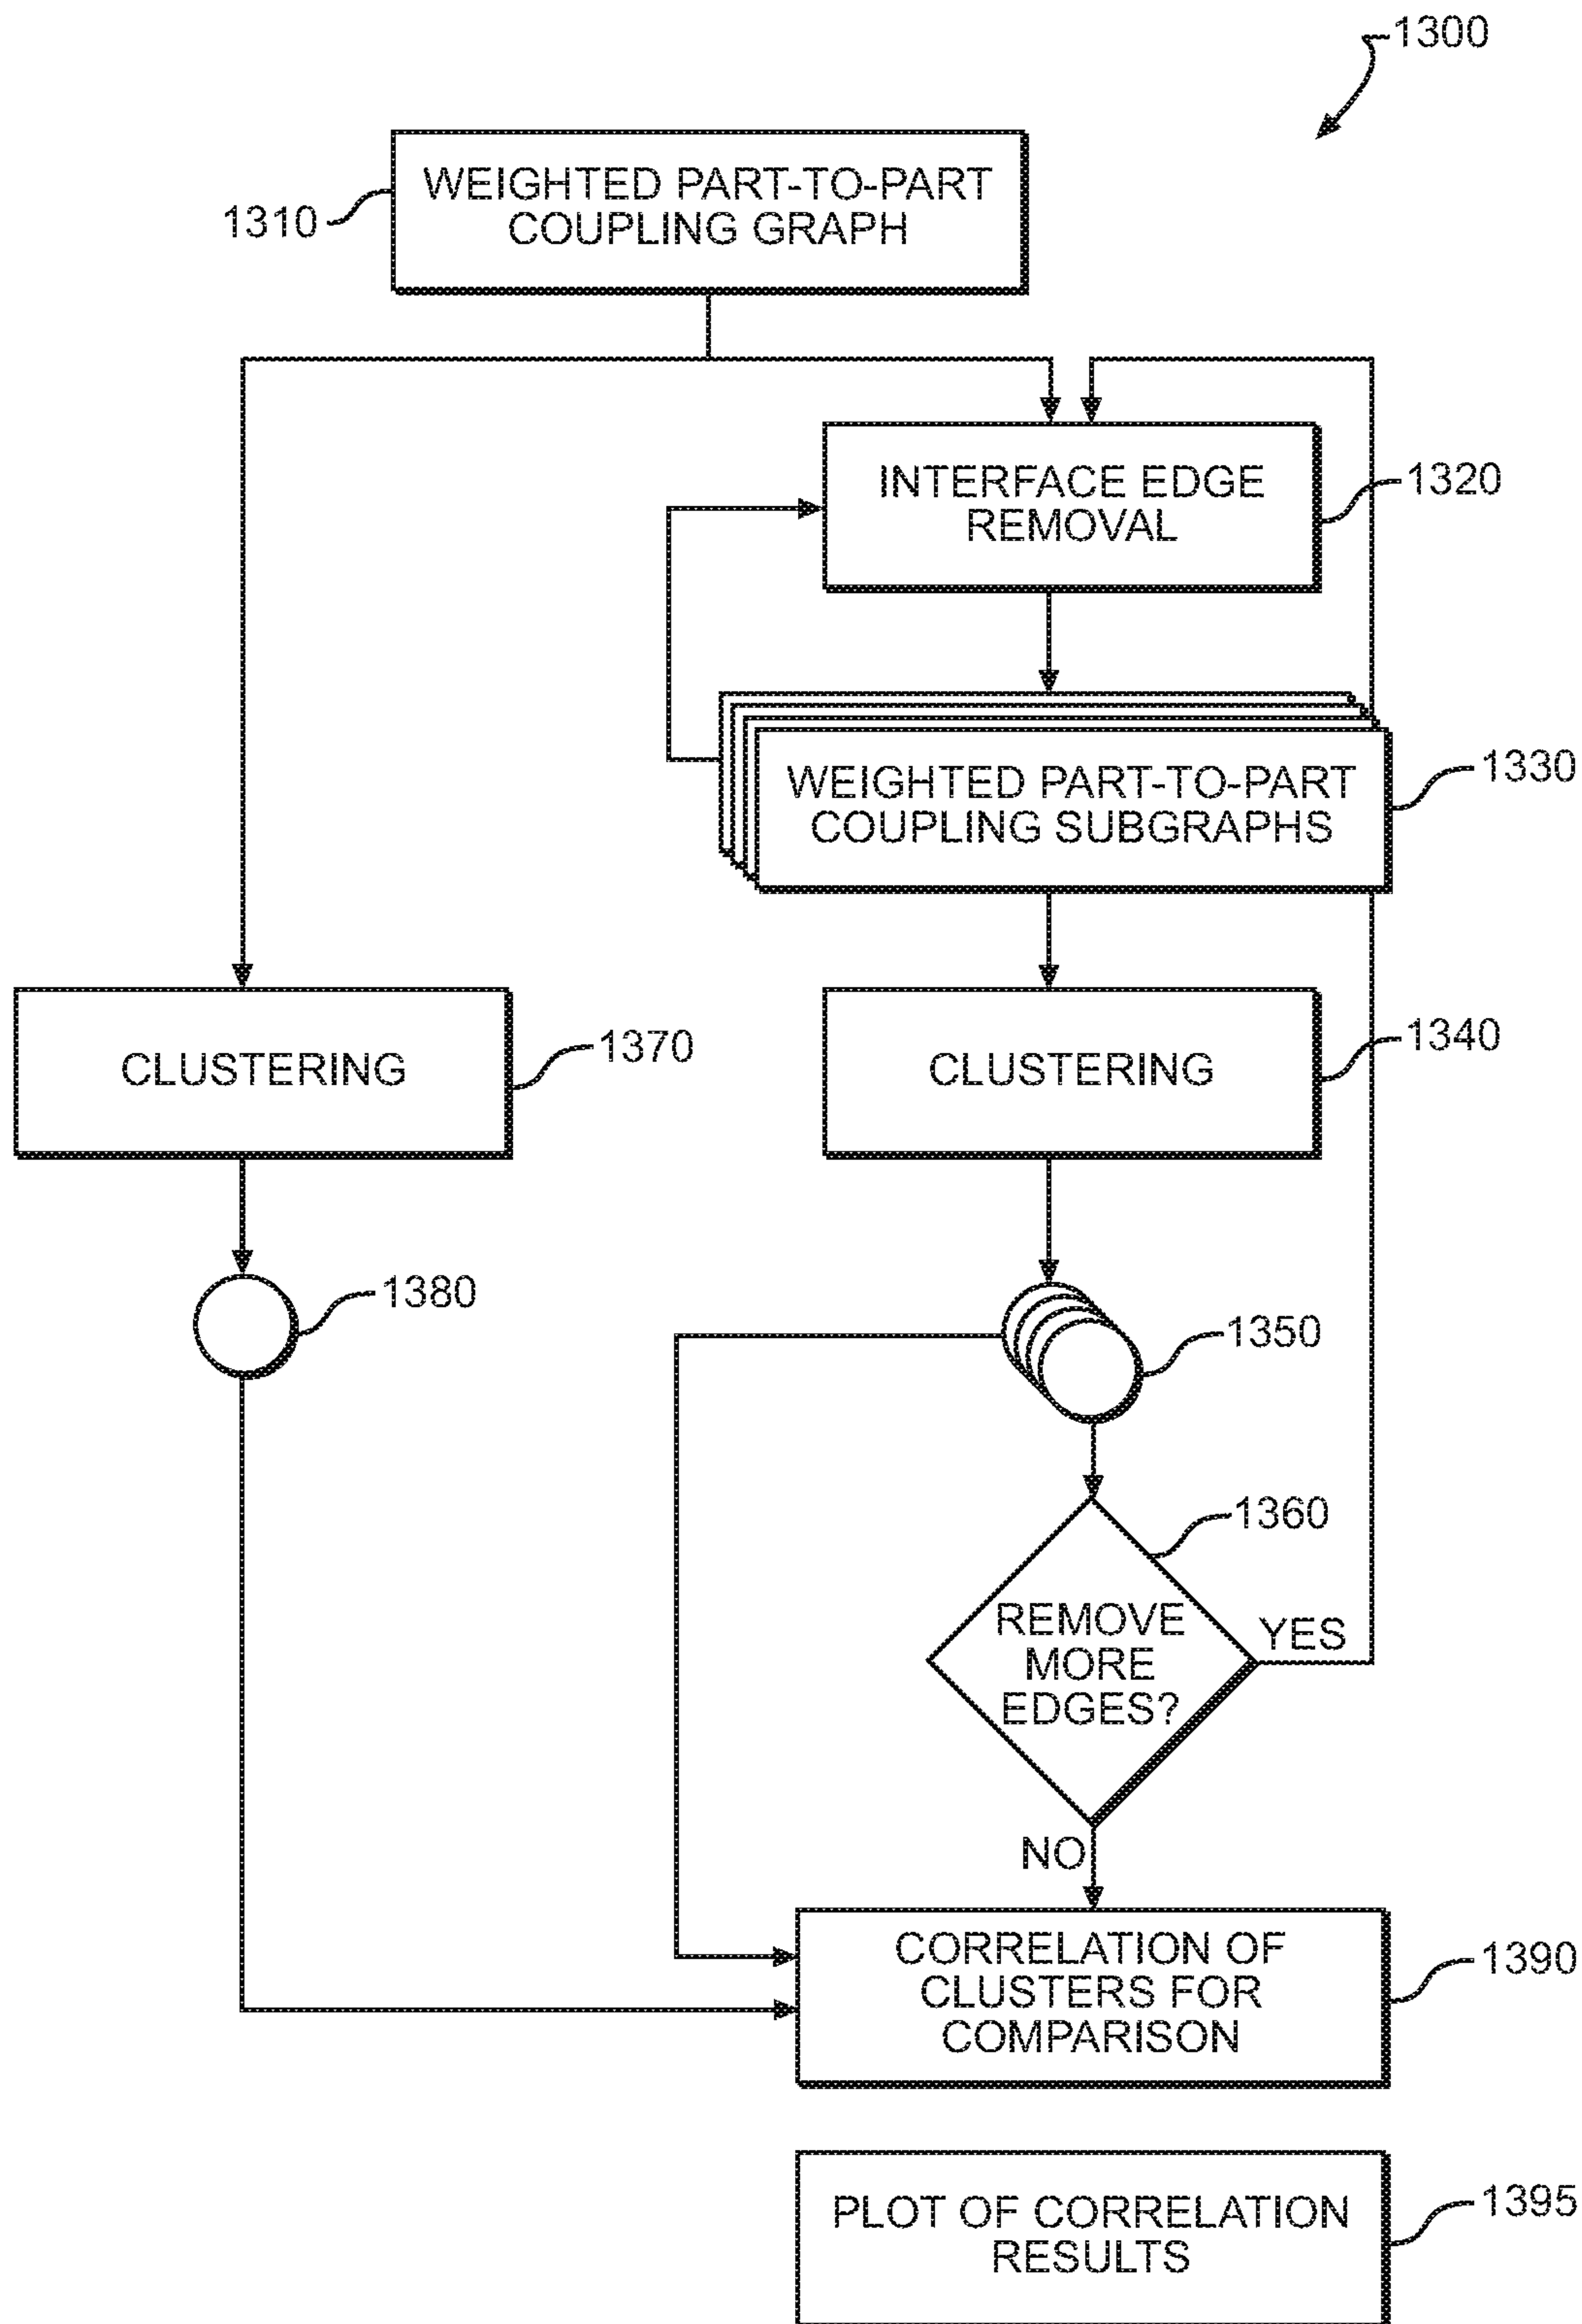 1300
WEIGHTED PART-TO-PART
COUPLING GRAPH
1310
INTERFACE EDGE
REMOVAL
1320
WEIGHTED PART-TO-PART
COUPLING SUBGRAPHS
1330
CLUSTERING
1370
CLUSTERING
1340
1380
1350
1360
REMOVE
MORE
EDGES?
YES
NO
CORRELATION OF
CLUSTERS FOR
COMPARISON
1390
PLOT OF CORRELATION
RESULTS
1395